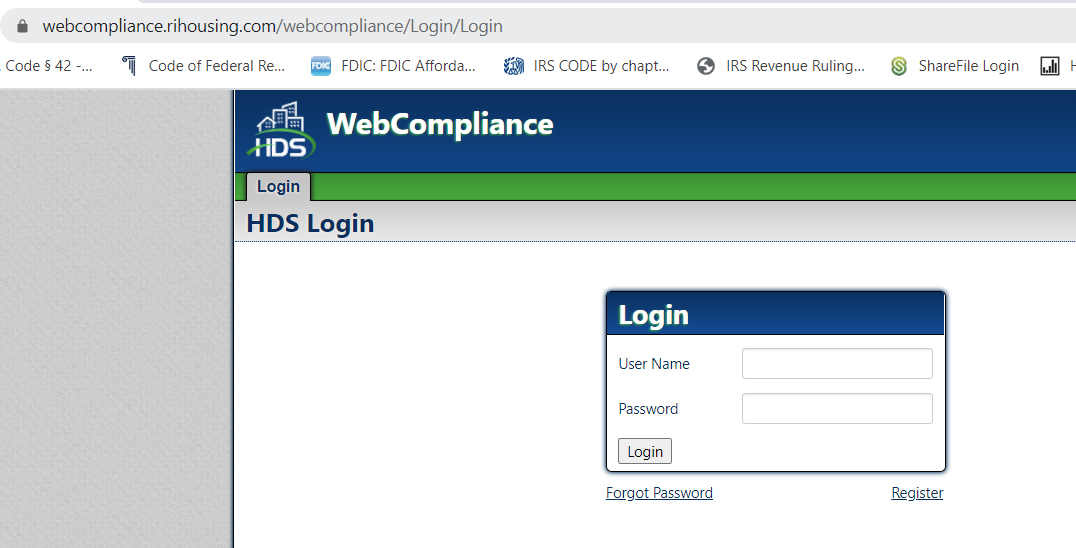 webcompliance.rihousing.com/webcompliance/Login/Login
Code § 42 -... Code of Federal Re... FDIC FDIC: FDIC Afforda... IRS CODE by chapt... IRS Revenue Ruling... ShareFile Login H
HDS WebCompliance
Login
HDS Login
Login
User Name
Password
Login
Forgot Password Register